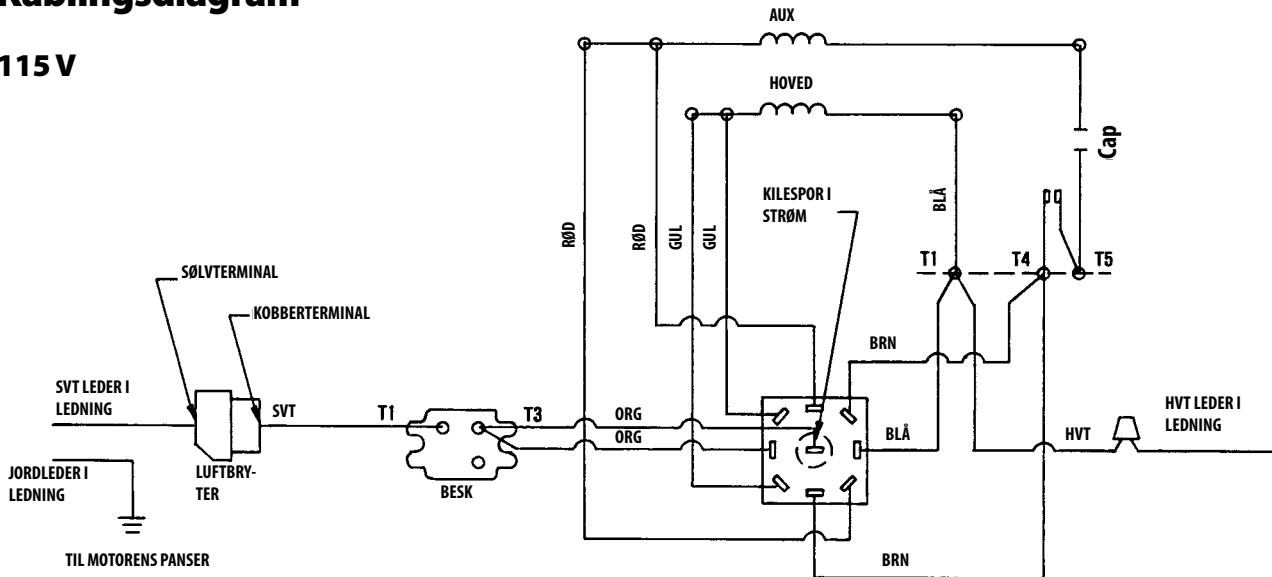 Kablingsdiagram
115 V
AUX
HOVED
Cap
KILESPOR I
STRØM
BLÅ
RØD
RØD
GUL
GUL
T1
T4
T5
SØLVTERMINAL
KOBBERTERMINAL
BRN
SVT LEDER I
LEDNING
SVT
T1
T3
ORG
ORG
BLÅ
HVT
HVT LEDER I
LEDNING
JORDLEDER I
LEDNING
LUFTBRY-
TER
BESK
TIL MOTORENS PANSER
BRN